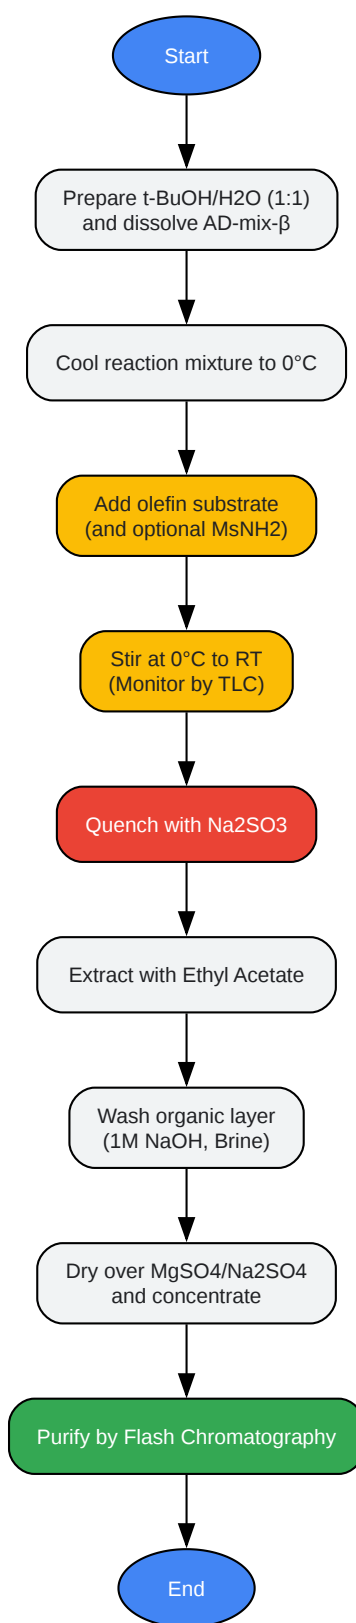 Start
Prepare t-BuOH/H2O (1:1)
and dissolve AD-mix-β
Cool reaction mixture to 0°C
Add olefin substrate
(and optional MsNH2)
Stir at 0°C to RT
(Monitor by TLC)
Quench with Na2SO3
Extract with Ethyl Acetate
Wash organic layer
(1M NaOH, Brine)
Dry over MgSO4/Na2SO4
and concentrate
Purify by Flash Chromatography
End